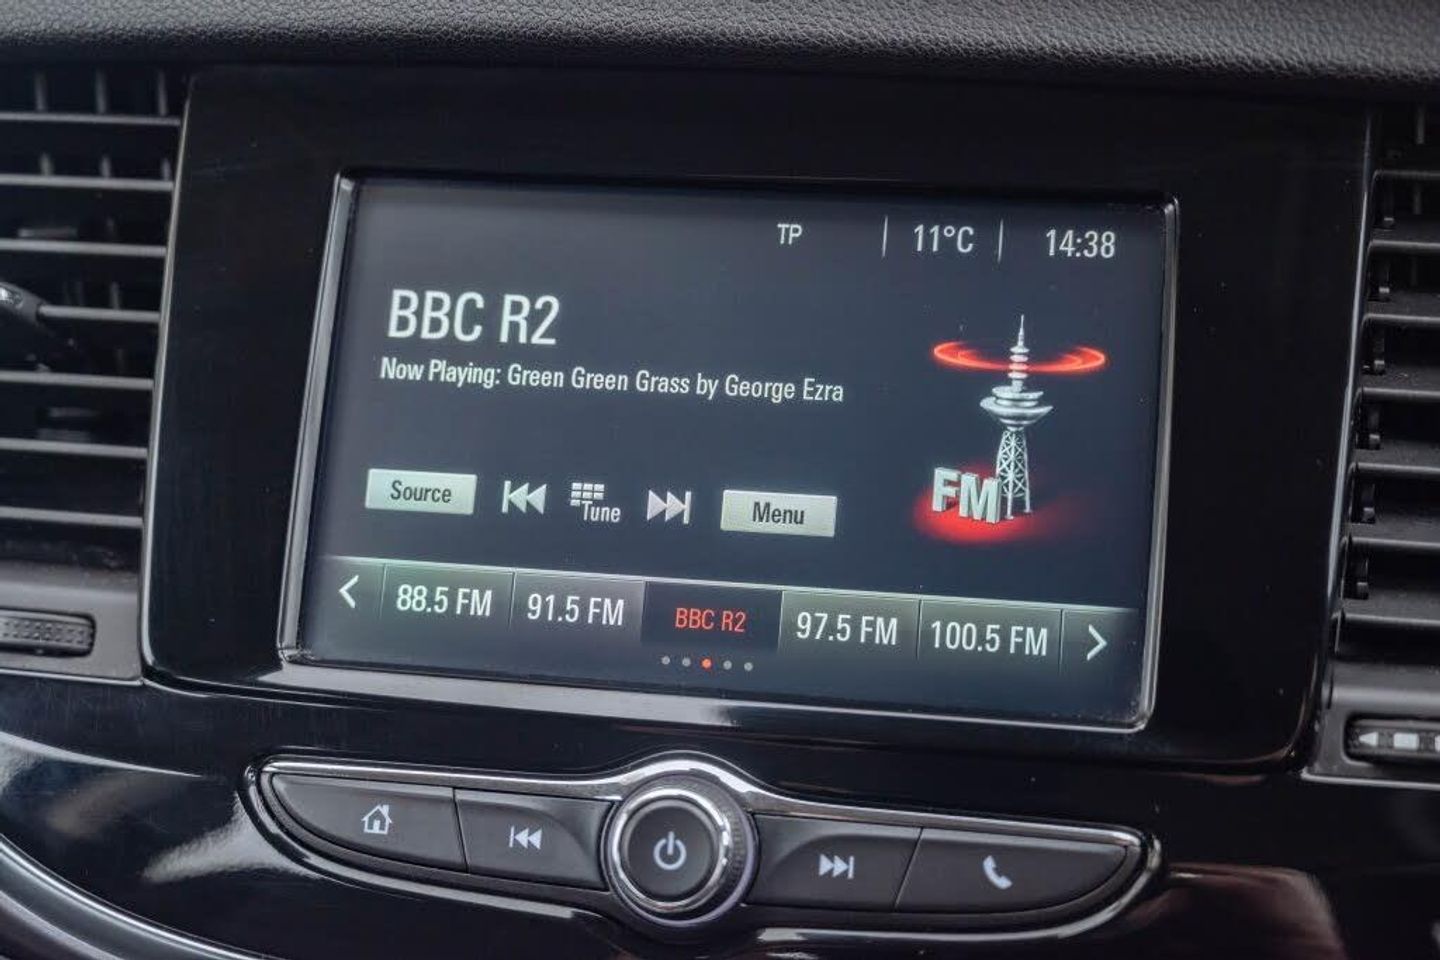 TP 11°C 14:38
BBC R2
Now Playing: Green Green Grass by George Ezra
FM
Source Tune Menu
88.5 FM 91.5 FM BBC R2 97.5 FM 100.5 FM